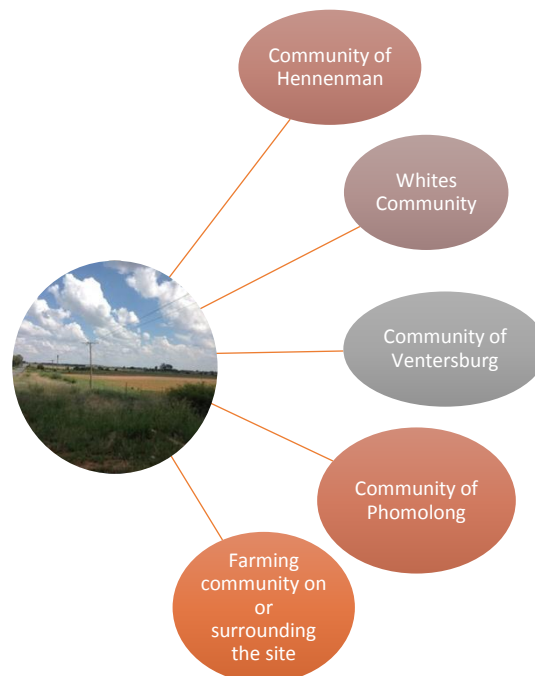 Community of
Hennenman
Whites
Community
Community of
Ventersburg
Community of
Phomolong
Farming
community on
or
surrounding
the site